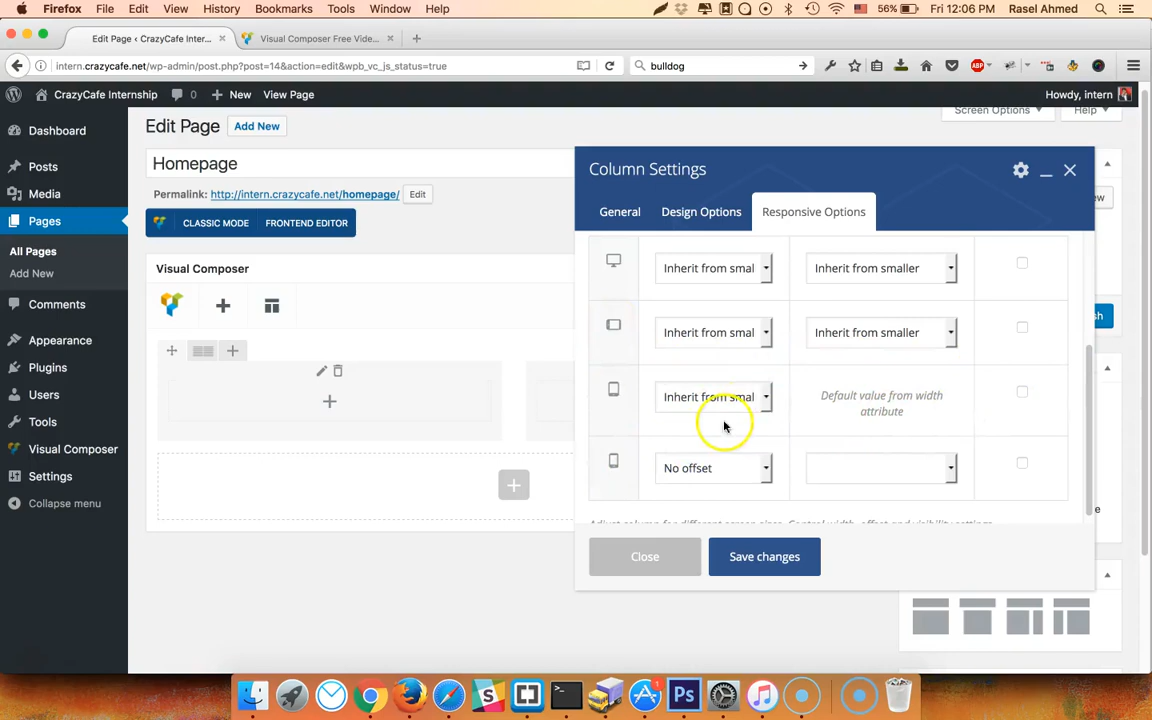 Firefox File Edit View History Bookmarks Tools Window Help 56% Fri 12:06 PM Rasel Ahmed
Edit Page ‹ CrazyCafe Inter... × Visual Composer Free Vide... × +
intern.crazycafe.net/wp-admin/post.php?post=14&action=edit&wpb_vc_js_status=true bulldog
CrazyCafe Internship 0 New View Page Howdy, intern
Screen Options Help
Dashboard
Posts
Media
Pages
All Pages
Add New
Comments
Appearance
Plugins
Users
Tools
Visual Composer
Settings
Collapse menu
Edit Page Add New
Homepage
Permalink: http://intern.crazycafe.net/homepage/ Edit
CLASSIC MODE FRONTEND EDITOR
Visual Composer
Column Settings
General Design Options Responsive Options
Inherit from smal Inherit from smaller
Inherit from smal Inherit from smaller
Inherit from smal Default value from width
attribute
No offset
Adjust column for different screen sizes. Control width, offset and visibility settings.
Close Save changes